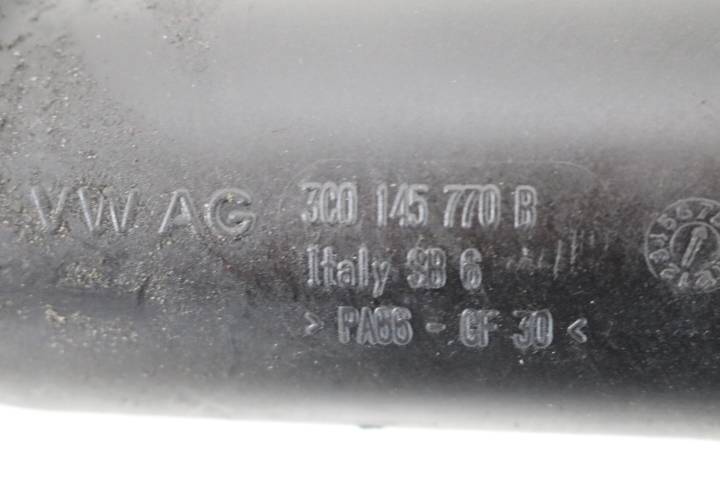 VW AG 3C0 145 770 B
Italy SB 6
> PA66 - GF 30 <